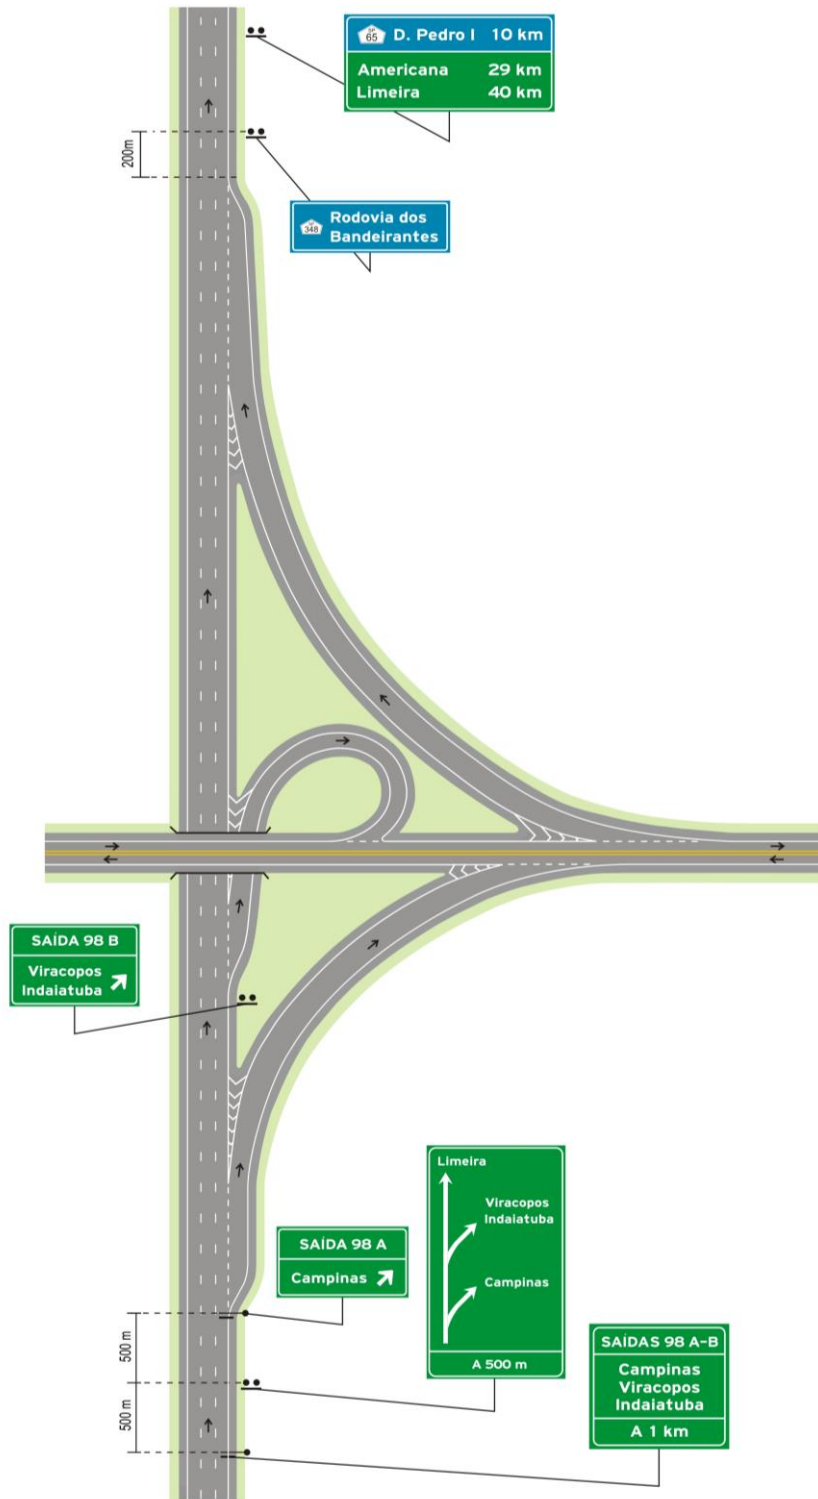 SP
65
D. Pedro I 10 km
Americana 29 km
Limeira 40 km
200m
SP
348
Rodovia dos
Bandeirantes
SAÍDA 98 B
Viracopos
Indaiatuba
Limeira
Viracopos
Indaiatuba
Campinas
A 500 m
SAÍDA 98 A
Campinas
500 m
500 m
SAÍDAS 98 A-B
Campinas
Viracopos
Indaiatuba
A 1 km